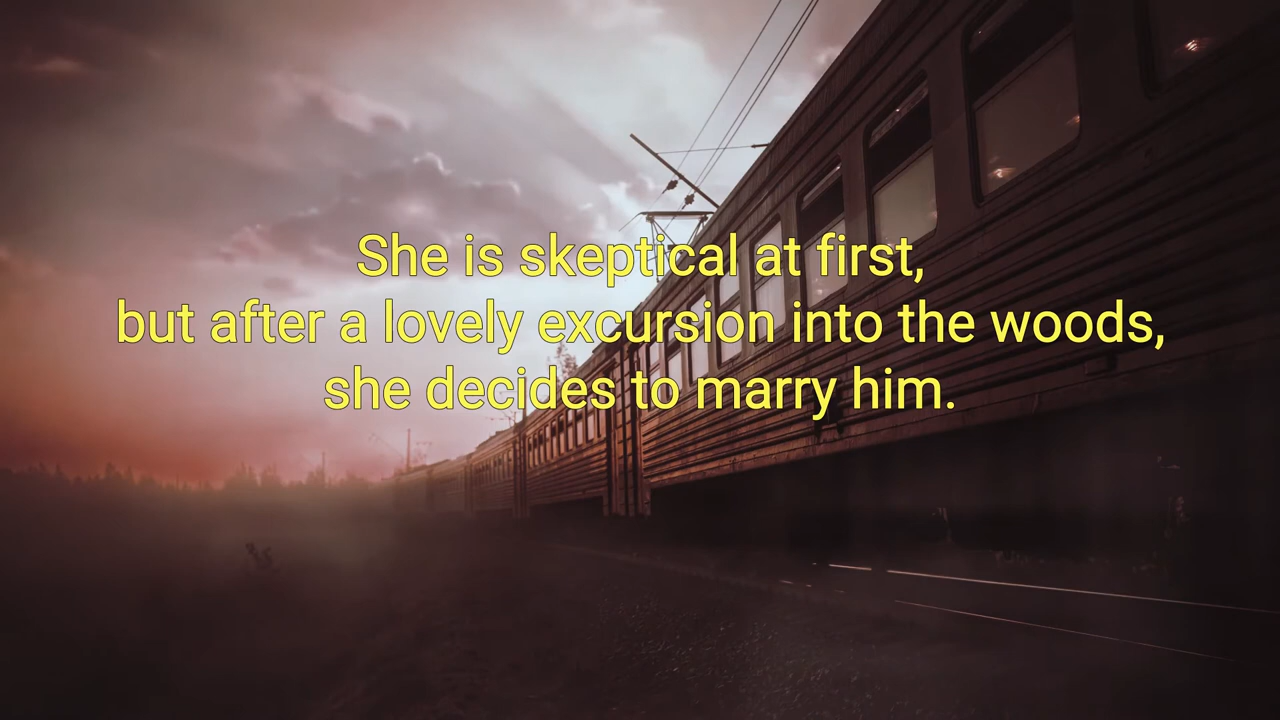 She is skeptical at first,
but after a lovely excursion into the woods,
she decides to marry him.